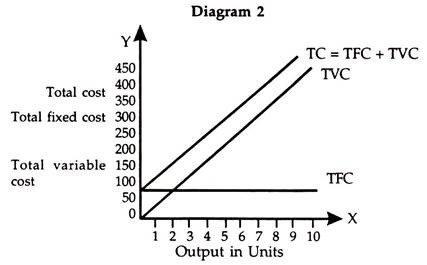 Diagram 2
Y
TC = TFC + TVC
TVC
450
Total cost
400
350
Total fixed cost
300
250
200
Total variable
cost
150
100
TFC
50
0
X
1 2 3 4 5 6 7 8 9 10
Output in Units